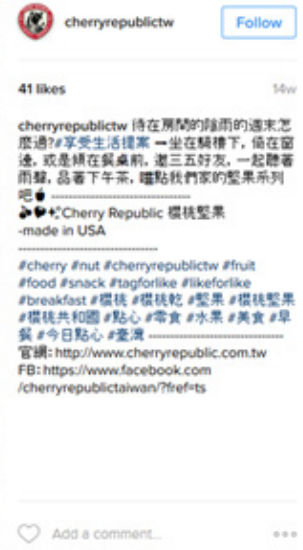 cherryrepublictw
Follow
41 likes
14w
cherryrepublictw 待在房間的陰雨的週末怎
麼過?#享受生活提案 ━坐在騎樓下, 倚在窗
邊, 或是傾在餐桌前, 邀三五好友, 一起聽著
雨聲, 品著下午茶, 嗑點我們家的堅果系列
吧 --------------------------------
Cherry Republic 櫻桃堅果
-made in USA
--------------------------------
#cherry #nut #cherryrepublictw #fruit
#food #snack #tagforlike #likeforlike
#breakfast #櫻桃 #櫻桃乾 #堅果 #櫻桃堅果
#櫻桃共和國 #點心 #零食 #水果 #美食 #早
餐 #今日點心 #臺灣 --------------------------------
官網: http://www.cherryrepublic.com.tw
FB: https://www.facebook.com
/cherryrepublictaiwan/?fref=ts
Add a comment...